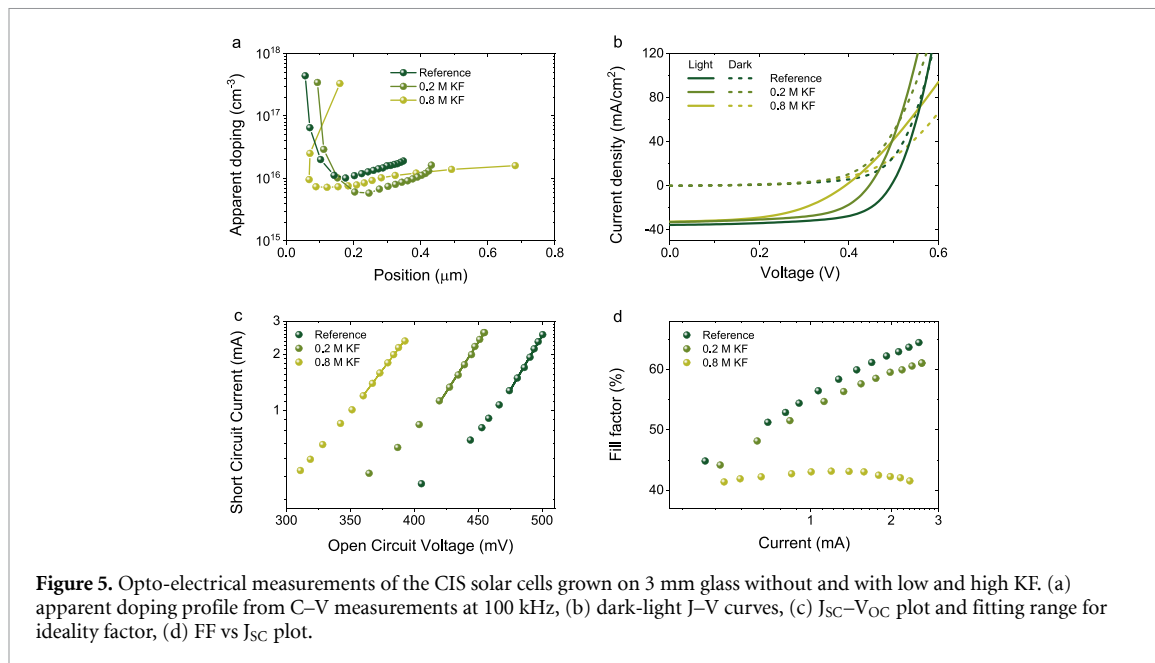 a
Apparent doping (cm⁻³)
10¹⁸
10¹⁷
10¹⁶
10¹⁵
Reference
0.2 M KF
0.8 M KF
0.0 0.2 0.4 0.6 0.8
Position (μm)
b
Current density (mA/cm²)
120
80
40
0
-40
Light Dark
Reference
0.2 M KF
0.8 M KF
0.0 0.2 0.4 0.6
Voltage (V)
c
Short Circuit Current (mA)
3
2
1
Reference
0.2 M KF
0.8 M KF
300 350 400 450 500
Open Circuit Voltage (mV)
d
Fill factor (%)
60
50
40
Reference
0.2 M KF
0.8 M KF
1 2 3
Current (mA)
Figure 5. Opto-electrical measurements of the CIS solar cells grown on 3 mm glass without and with low and high KF. (a)
apparent doping profile from C–V measurements at 100 kHz, (b) dark-light J–V curves, (c) J_SC–V_OC plot and fitting range for
ideality factor, (d) FF vs J_SC plot.